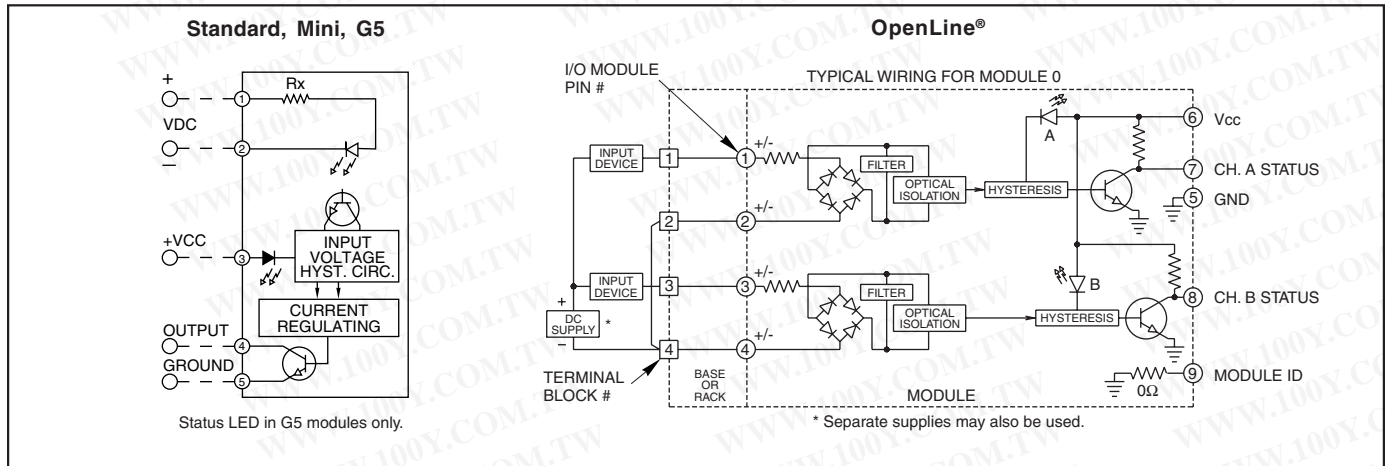 Standard, Mini, G5
+
VDC
–
1
Rx
2
+VCC
3
INPUT
VOLTAGE
HYST. CIRC.
CURRENT
REGULATING
OUTPUT
4
GROUND
5
Status LED in G5 modules only.
OpenLine®
I/O MODULE
PIN #
TYPICAL WIRING FOR MODULE 0
INPUT
DEVICE
1
1
+/-
FILTER
OPTICAL
ISOLATION
HYSTERESIS
A
6
Vcc
7
CH. A STATUS
5
GND
2
2
+/-
INPUT
DEVICE
3
3
+/-
FILTER
OPTICAL
ISOLATION
HYSTERESIS
B
8
CH. B STATUS
+
DC
SUPPLY
*
–
4
4
+/-
TERMINAL
BLOCK #
BASE
OR
RACK
MODULE
0Ω
9
MODULE ID
* Separate supplies may also be used.
WWW.100Y.COM.TW